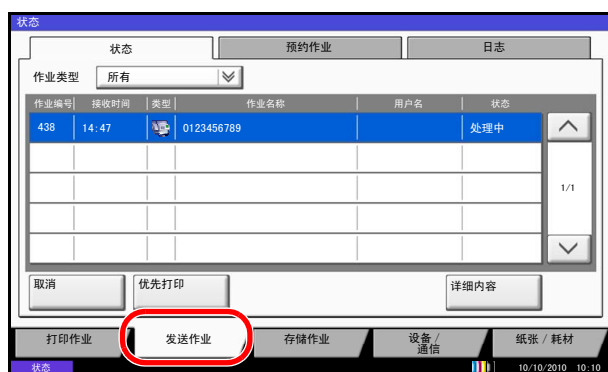 状态
状态 预约作业 日志
作业类型 所有
作业编号 接收时间 类型 作业名称 用户名 状态
438 14:47 0123456789 处理中
1/1
取消 优先打印 详细内容
打印作业 发送作业 存储作业 设备/ 纸张/耗材
通信
状态 10/10/2010 10:10